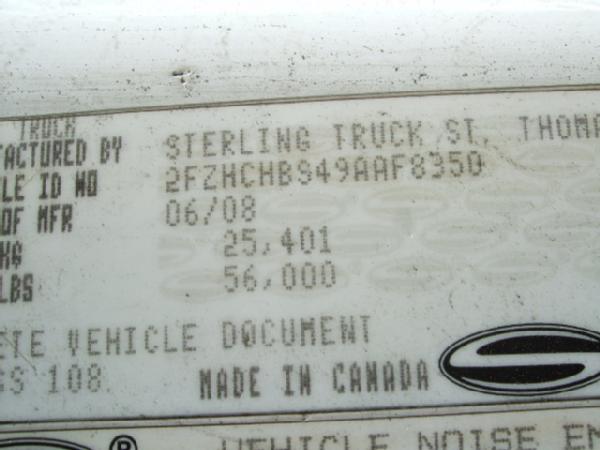 TRUCK
FACTURED BY STERLING TRUCK ST. THOMA
LE ID NO 2FZHCHBS49AAF8350
OF MFR 06/08
KG 25,401
LBS 56,000
ETE VEHICLE DOCUMENT
SS 108. MADE IN CANADA
® VEHICLE NOISE EM